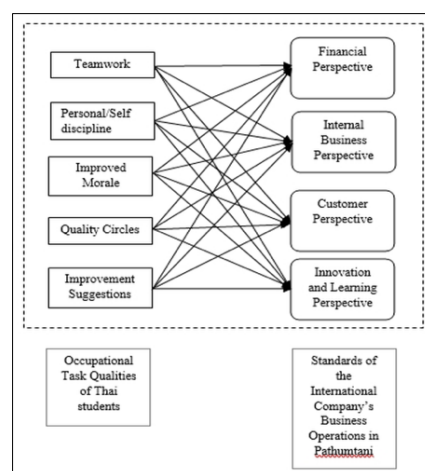 Teamwork
Personal/Self
discipline
Improved
Morale
Quality Circles
Improvement
Suggestions
Financial
Perspective
Internal
Business
Perspective
Customer
Perspective
Innovation
and Learning
Perspective
Occupational
Task Qualities
of Thai
students
Standards of
the
International
Company's
Business
Operations in
Pathumtani